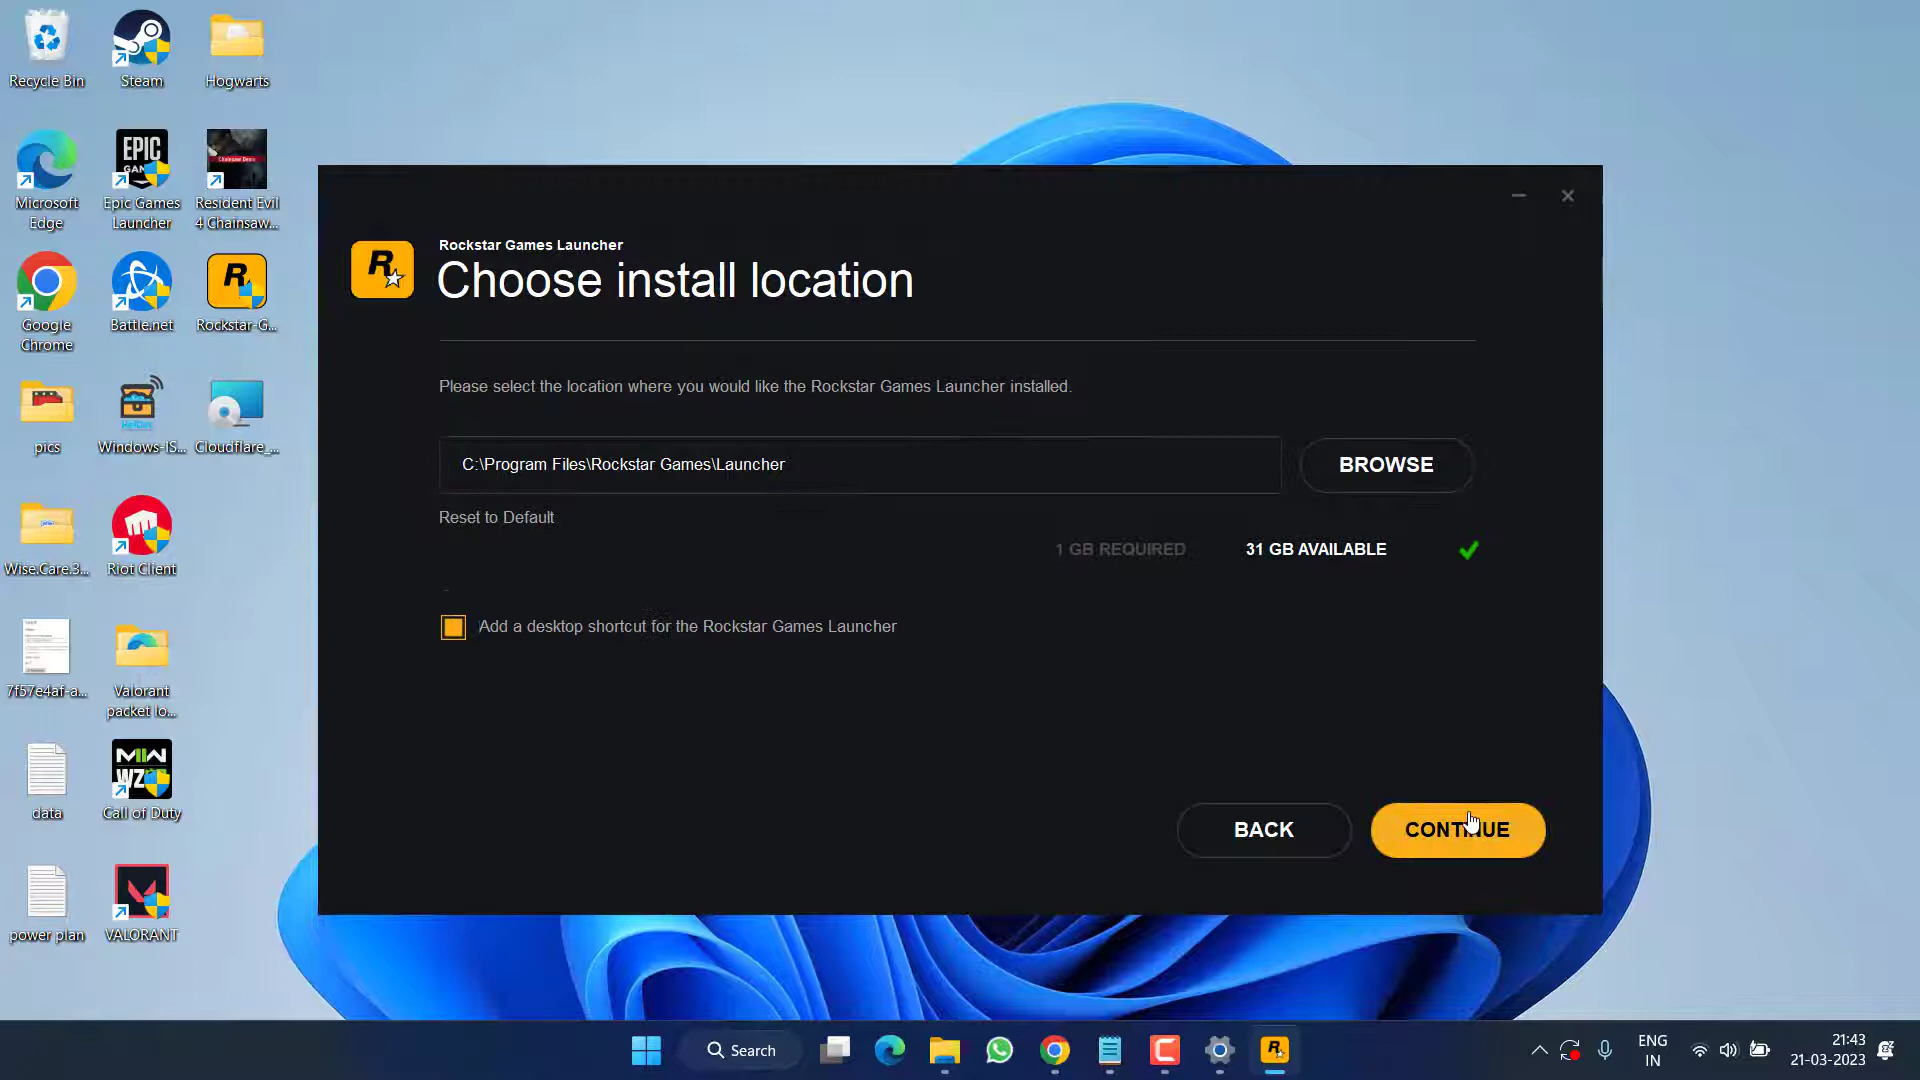 Recycle Bin
Steam
Hogwarts
Microsoft
Edge
EPIC
Epic Games
Launcher
Resident Evil
4 Chainsaw...
Google
Chrome
Battle.net
Rockstar-G...
pics
Windows-IS...
Cloudflare_...
Wise.Care.3...
Riot Client
7f57e4af-a...
Valorant
packet lo...
data
MW
WZ
Call of Duty
power plan
VALORANT
Rockstar Games Launcher
Choose install location
Please select the location where you would like the Rockstar Games Launcher installed.
C:\Program Files\Rockstar Games\Launcher
BROWSE
Reset to Default
1 GB REQUIRED
31 GB AVAILABLE
Add a desktop shortcut for the Rockstar Games Launcher
BACK
CONTINUE
Search
ENG
IN
21:43
21-03-2023